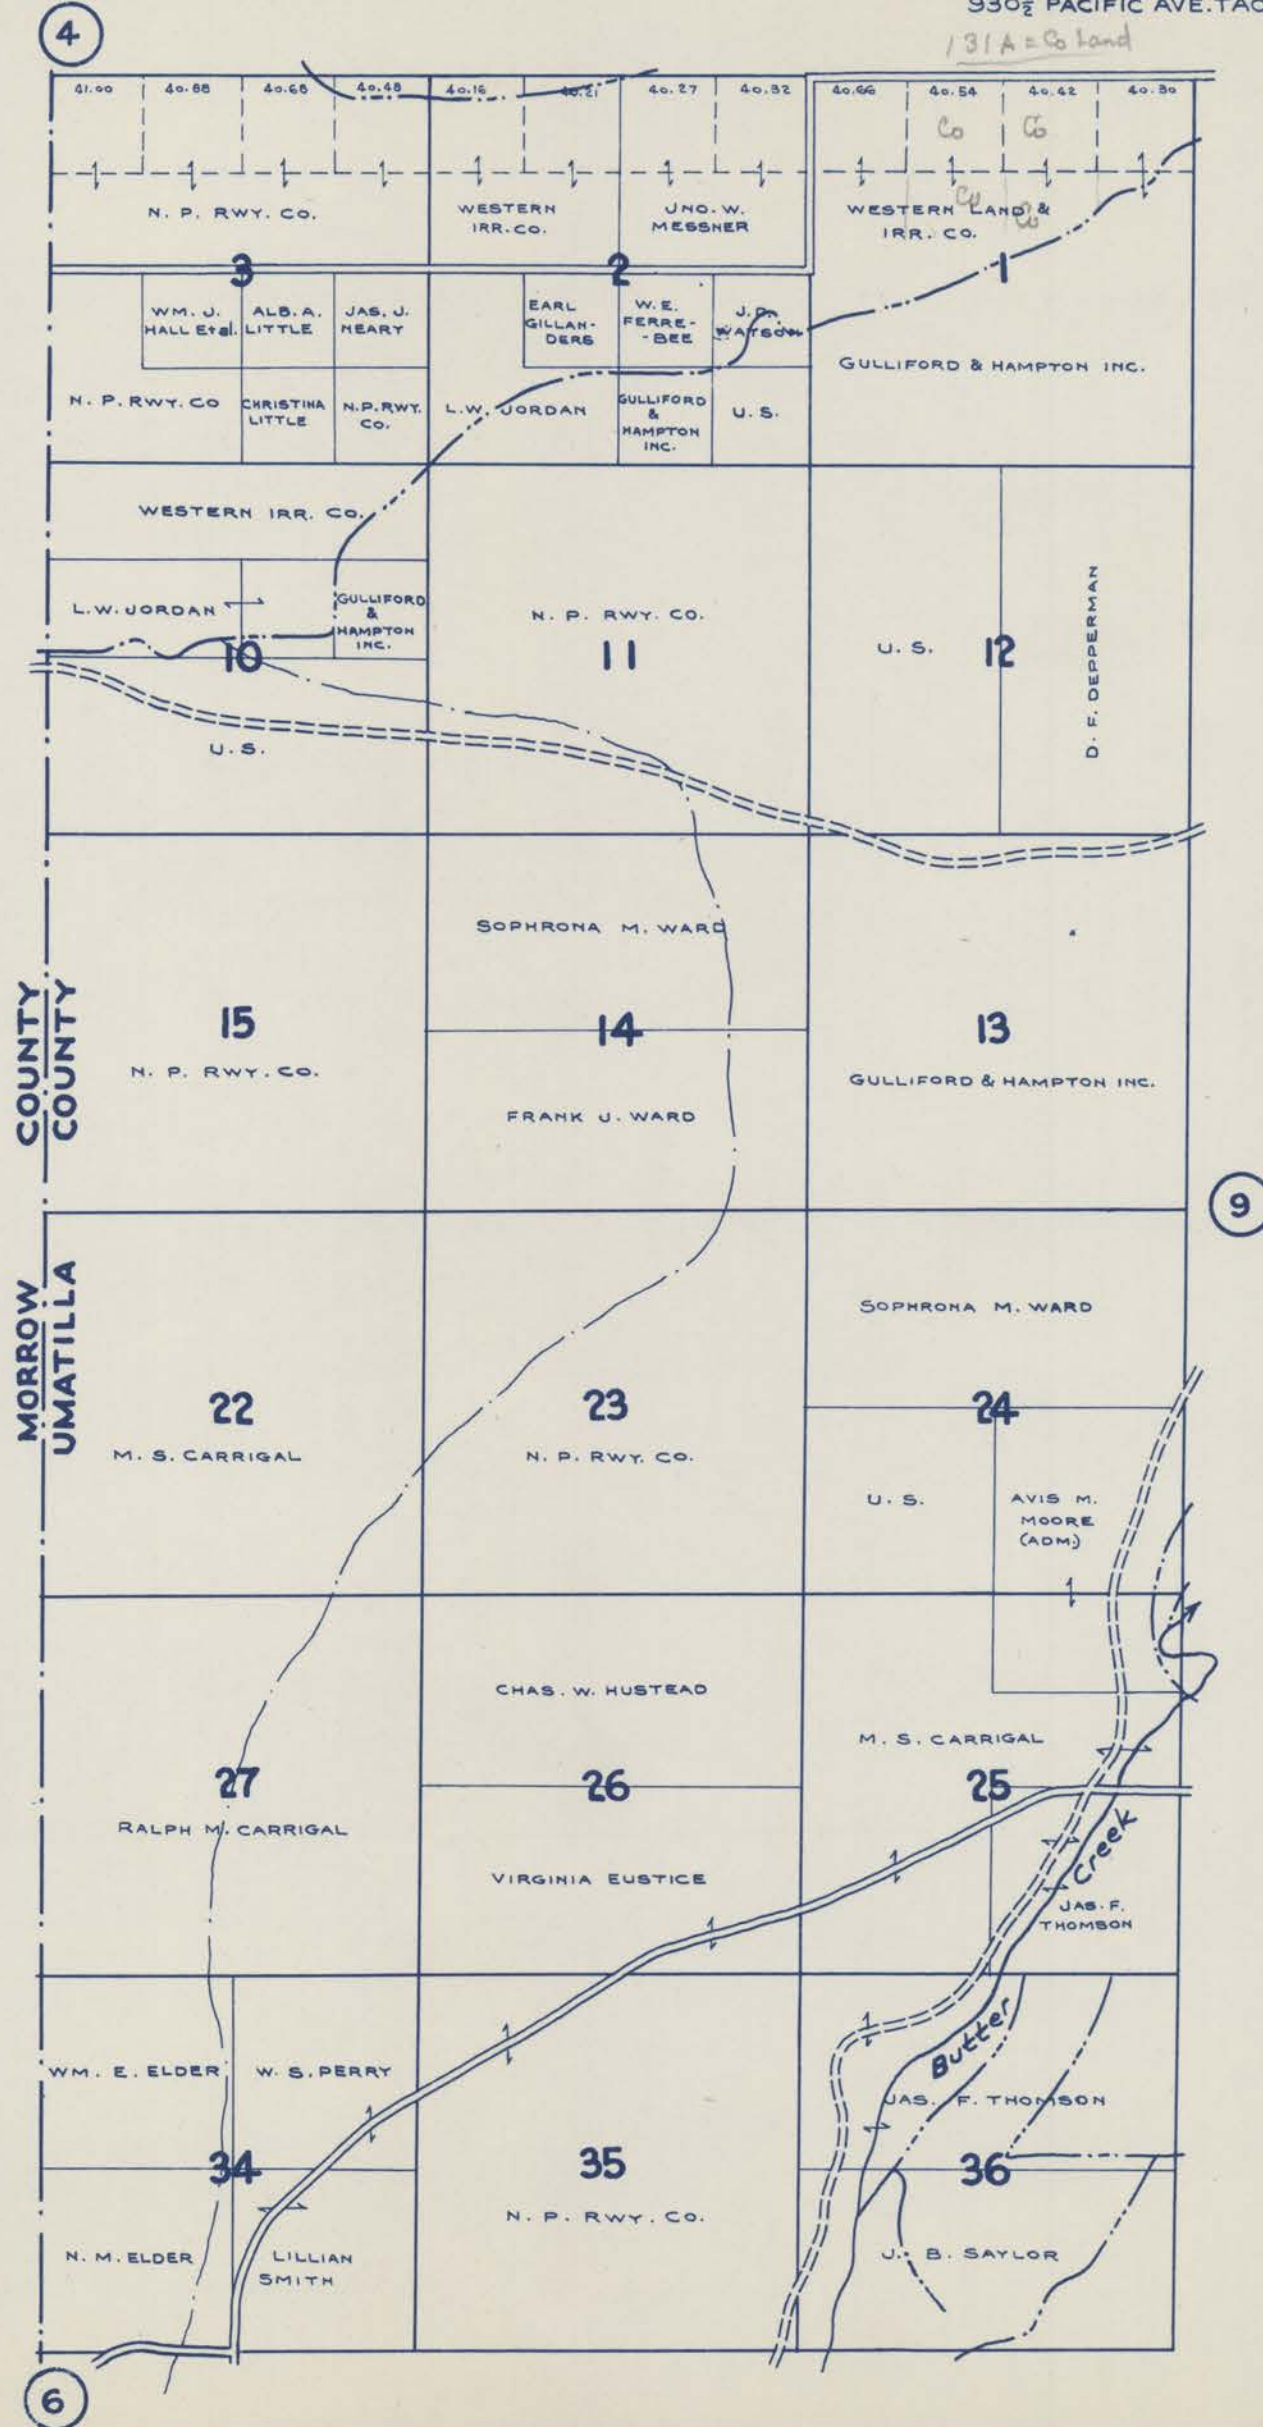 930½ PACIFIC AVE. TAC
131 A = Co Land
4
41.00 40.88 40.68 40.48 40.16 40.21 40.27 40.32 40.66 40.54 40.42 40.30
Co Co
Co Co
N. P. RWY. CO.
WESTERN
IRR. CO.
JNO. W.
MESSNER
WESTERN LAND &
IRR. CO.
3
2
1
WM. J.
HALL Et al.
ALB. A.
LITTLE
JAS. J.
NEARY
EARL
GILLAN-
DERS
W. E.
FERRE-
-BEE
WATSON
GULLIFORD & HAMPTON INC.
N. P. RWY. CO
CHRISTINA
LITTLE
N.P. RWY.
CO.
L.W. JORDAN
GULLIFORD
&
HAMPTON
INC.
U. S.
WESTERN IRR. CO.
L.W. JORDAN
GULLIFORD
&
HAMPTON
INC.
10
U. S.
N. P. RWY. CO.
11
U. S.
12
D. F. DEPPERMAN
15
N. P. RWY. CO.
SOPHRONA M. WARD
14
FRANK J. WARD
13
GULLIFORD & HAMPTON INC.
MORROW COUNTY
UMATILLA COUNTY
9
22
M. S. CARRIGAL
23
N. P. RWY. CO.
SOPHRONA M. WARD
24
U. S.
AVIS M.
MOORE
(ADM.)
27
RALPH M. CARRIGAL
CHAS. W. HUSTEAD
26
VIRGINIA EUSTICE
M. S. CARRIGAL
25
JAS. F.
THOMSON
Butter Creek
WM. E. ELDER
W. S. PERRY
34
N. M. ELDER
LILLIAN
SMITH
35
N. P. RWY. CO.
JAS. F. THOMSON
36
J. B. SAYLOR
6